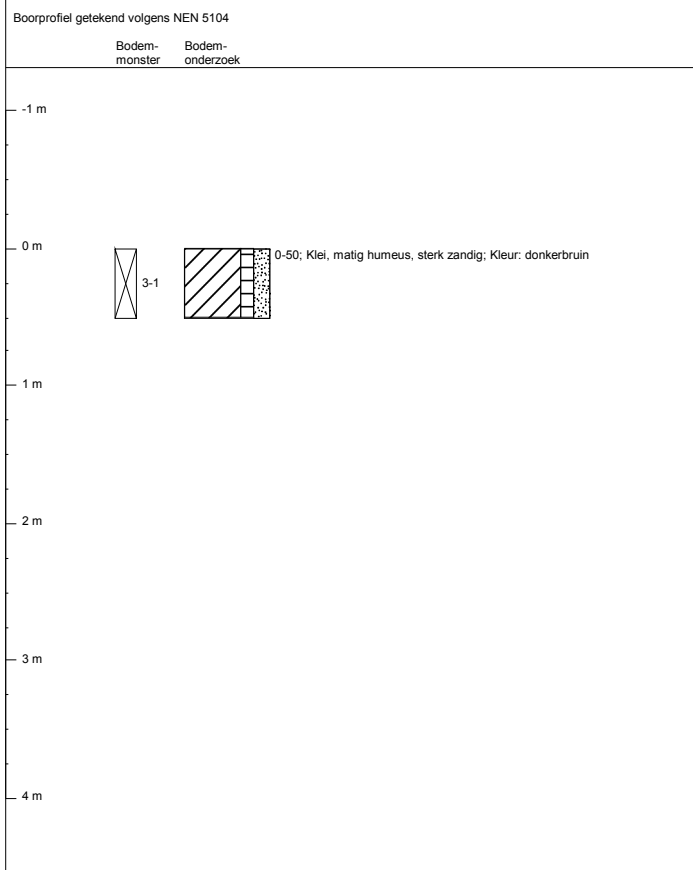 Boorprofiel getekend volgens NEN 5104
Bodem-
monster
Bodem-
onderzoek
-1 m
0 m
0-50; Klei, matig humeus, sterk zandig; Kleur: donkerbruin
3-1
1 m
2 m
3 m
4 m